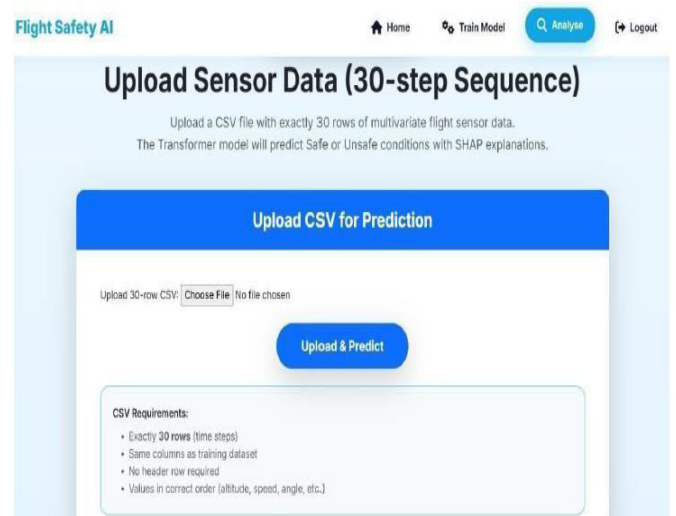 Flight Safety AI
Home
Train Model
Analyse
Logout
Upload Sensor Data (30-step Sequence)
Upload a CSV file with exactly 30 rows of multivariate flight sensor data.
The Transformer model will predict Safe or Unsafe conditions with SHAP explanations.
Upload CSV for Prediction
Upload 30-row CSV: Choose File No file chosen
Upload & Predict
CSV Requirements:
• Exactly 30 rows (time steps)
• Same columns as training dataset
• No header row required
• Values in correct order (altitude, speed, angle, etc..)